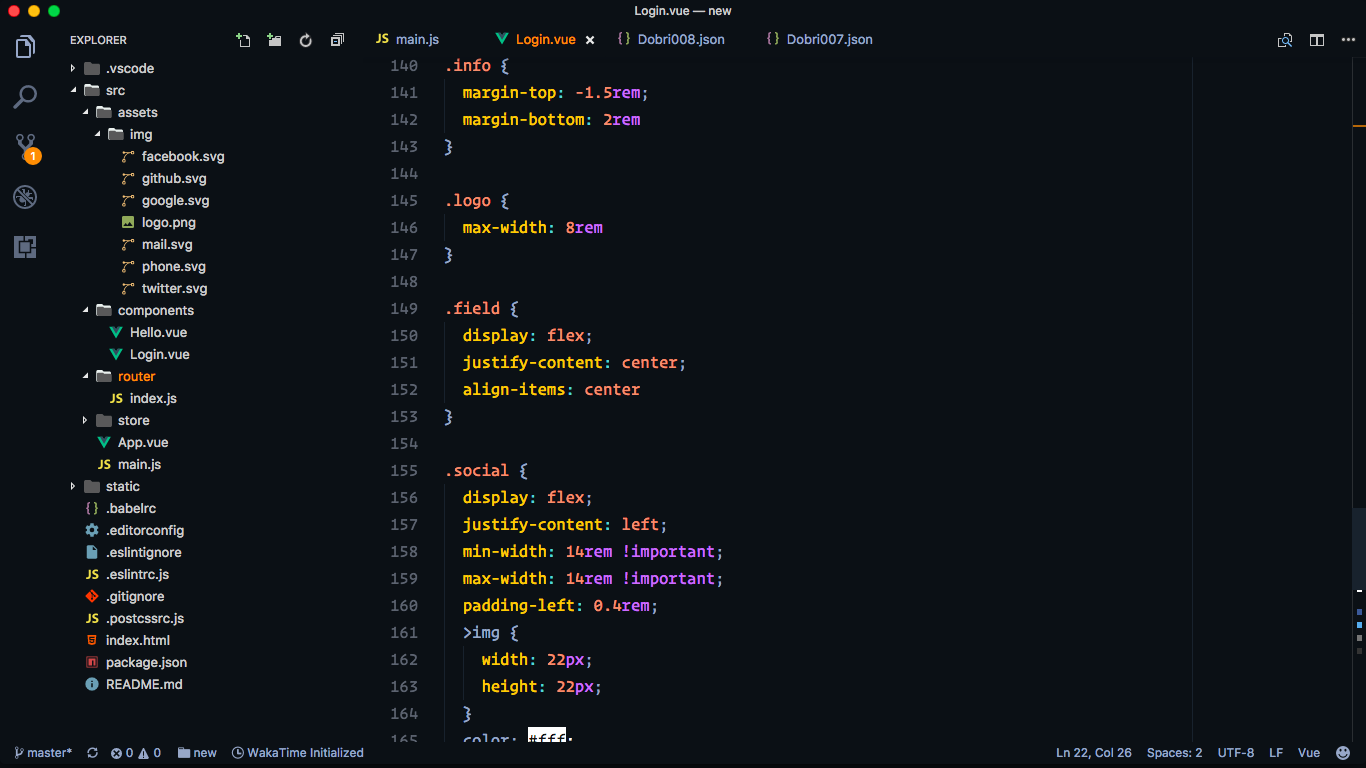 Login.vue — new
EXPLORER
JS main.js
Login.vue ×
{} Dobri008.json
{} Dobri007.json
.vscode
src
assets
img
facebook.svg
github.svg
google.svg
logo.png
mail.svg
phone.svg
twitter.svg
components
Hello.vue
Login.vue
router
JS index.js
store
App.vue
JS main.js
static
{} .babelrc
.editorconfig
.eslintignore
JS .eslintrc.js
.gitignore
JS .postcssrc.js
index.html
package.json
README.md
1
140 .info {
141 margin-top: -1.5rem;
142 margin-bottom: 2rem
143 }
144
145 .logo {
146 max-width: 8rem
147 }
148
149 .field {
150 display: flex;
151 justify-content: center;
152 align-items: center
153 }
154
155 .social {
156 display: flex;
157 justify-content: left;
158 min-width: 14rem !important;
159 max-width: 14rem !important;
160 padding-left: 0.4rem;
161 >img {
162 width: 22px;
163 height: 22px;
164 }
165 color: #fff;
master* 0 0 new WakaTime Initialized
Ln 22, Col 26 Spaces: 2 UTF-8 LF Vue